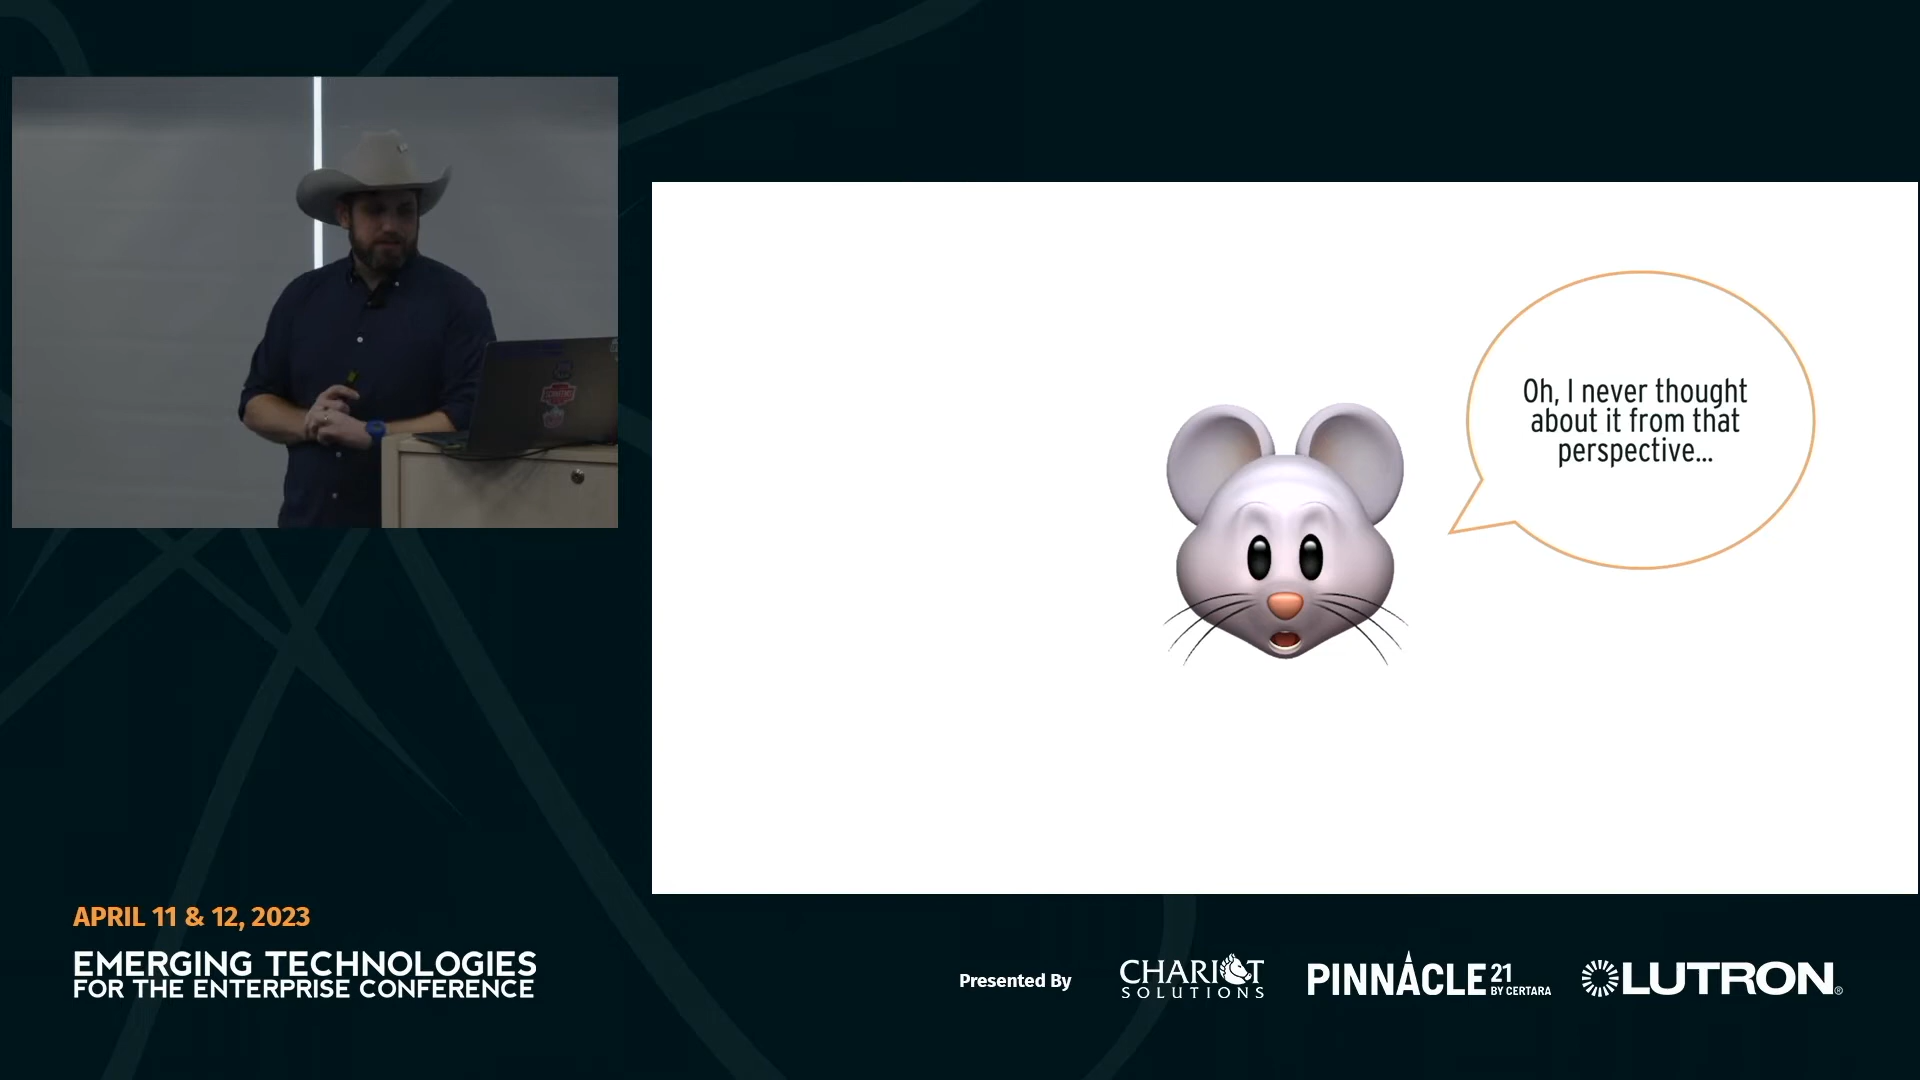 Oh, I never thought
about it from that
perspective...
APRIL 11 & 12, 2023
EMERGING TECHNOLOGIES
FOR THE ENTERPRISE CONFERENCE
Presented By
CHARIOT
SOLUTIONS
PINNACLE 21
BY CERTARA
LUTRON®